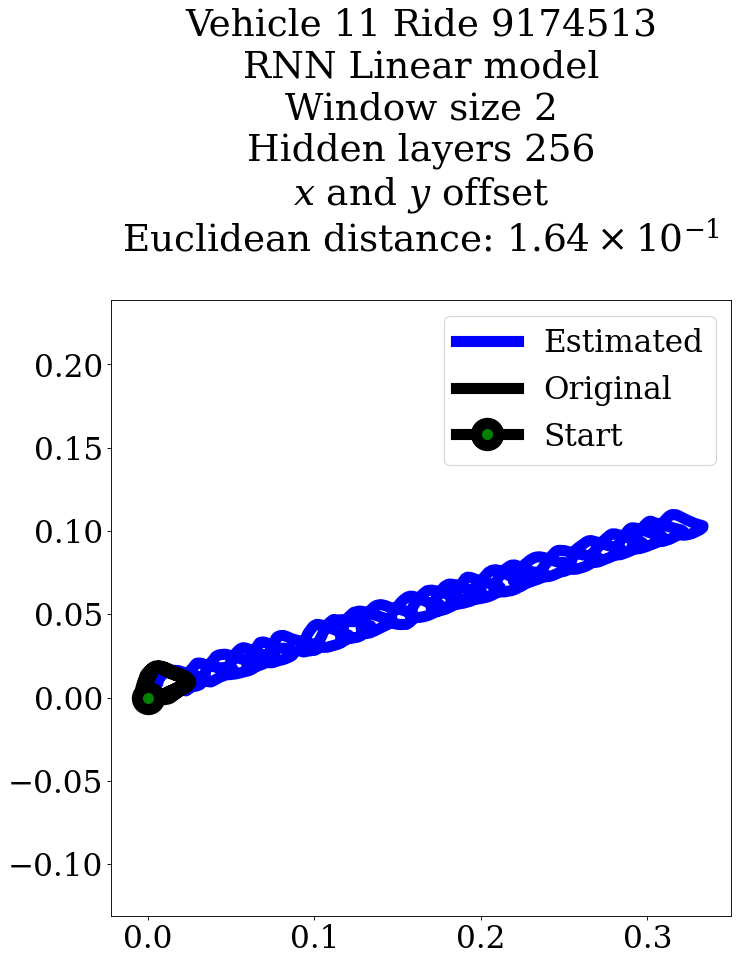 Vehicle 11 Ride 9174513
RNN Linear model
Window size 2
Hidden layers 256
x and y offset
Euclidean distance: 1.64 × 10⁻¹
Estimated
Original
Start
0.20
0.15
0.10
0.05
0.00
−0.05
−0.10
0.0 0.1 0.2 0.3